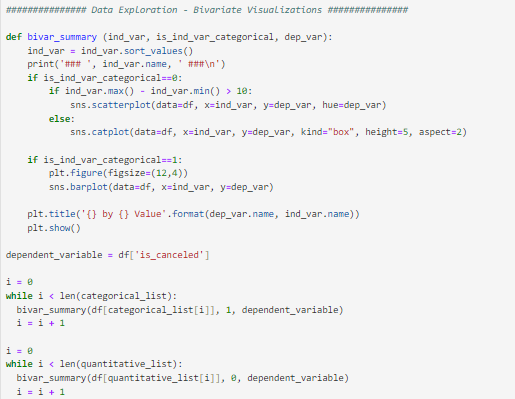 ############### Data Exploration - Bivariate Visualizations ###############
def bivar_summary (ind_var, is_ind_var_categorical, dep_var):
    ind_var = ind_var.sort_values()
    print('### ', ind_var.name, ' ###\n')
    if is_ind_var_categorical==0:
        if ind_var.max() - ind_var.min() > 10:
            sns.scatterplot(data=df, x=ind_var, y=dep_var, hue=dep_var)
        else:
            sns.catplot(data=df, x=ind_var, y=dep_var, kind="box", height=5, aspect=2)
    if is_ind_var_categorical==1:
        plt.figure(figsize=(12,4))
        sns.barplot(data=df, x=ind_var, y=dep_var)
    plt.title('{} by {} Value'.format(dep_var.name, ind_var.name))
    plt.show()
dependent_variable = df['is_canceled']
i = 0
while i < len(categorical_list):
  bivar_summary(df[categorical_list[i]], 1, dependent_variable)
  i = i + 1
i = 0
while i < len(quantitative_list):
  bivar_summary(df[quantitative_list[i]], 0, dependent_variable)
  i = i + 1